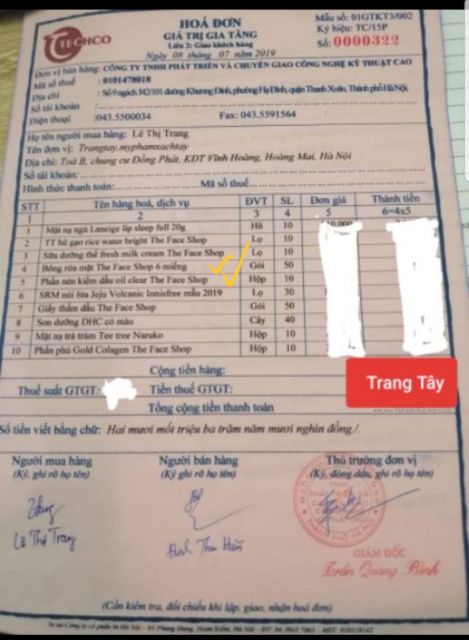 TECHCO
HOÁ ĐƠN
GIÁ TRỊ GIA TĂNG
Liên 2: Giao khách hàng
Ngày 08 tháng 07 năm 2019
Mẫu số: 01GTKT3/002
Ký hiệu: TC/15P
Số: 0000322
Đơn vị bán hàng: CÔNG TY TNHH PHÁT TRIỂN VÀ CHUYỂN GIAO CÔNG NGHỆ KỸ THUẬT CAO
Mã số thuế : 0101478018
Địa chỉ : Số 9 ngách 342/101 đường Khương Đình, phường Hạ Đình, quận Thanh Xuân, Thành phố Hà Nội.
Số tài khoản :
Điện thoại :043.5500034 Fax: 043.5591564
Họ tên người mua hàng: Lê Thị Trang
Tên đơn vị: Trangtay.myphamxachtay
Địa chỉ: Toà B, chung cư Đồng Phát, KĐT Vĩnh Hoàng, Hoàng Mai, Hà Nội
Số tài khoản:
Hình thức thanh toán: Mã số thuế
STT Tên hàng hoá, dịch vụ ĐVT SL Đơn giá Thành tiền
1 2 3 4 5 6=4x5
1 Mặt nạ ngủ Laneige lip sleep full 20g Hũ 10
2 TT hũ gạo rice water bright The Face Shop Lọ 10
3 Sữa dưỡng thể fresh milk cream The Face Shop Lọ 10
4 Bông rửa mặt The Face Shop 6 miếng Gói 50
5 Phấn nén kiềm dầu oil clear The Face Shop Hộp 10
6 SRM nội lửa Jeju Volcanic Innisfree mẫu 2019 Lọ 30
7 Giấy thấm dầu The Face Shop Gói 50
8 Son dưỡng DHC có màu Cây 40
9 Mặt nạ trà tràm Tee tree Naruko Hộp 10
10 Phấn phủ Gold Colagen The Face Shop Hộp 10
Cộng tiền hàng:
Thuế suất GTGT: Tiền thuế GTGT:
Tổng cộng tiền thanh toán
Trang Tây
Số tiền viết bằng chữ: Hai mươi mốt triệu ba trăm năm mươi nghìn đồng./.
Người mua hàng Người bán hàng Thủ trưởng đơn vị
(Ký, ghi rõ họ tên) (Ký, ghi rõ họ tên) (Ký, đóng dấu, ghi rõ họ tên)
Lê Thị Trang
GIÁM ĐỐC
Trần Quang Bình
(Cần kiểm tra, đối chiếu khi lập, giao, nhận hoá đơn)